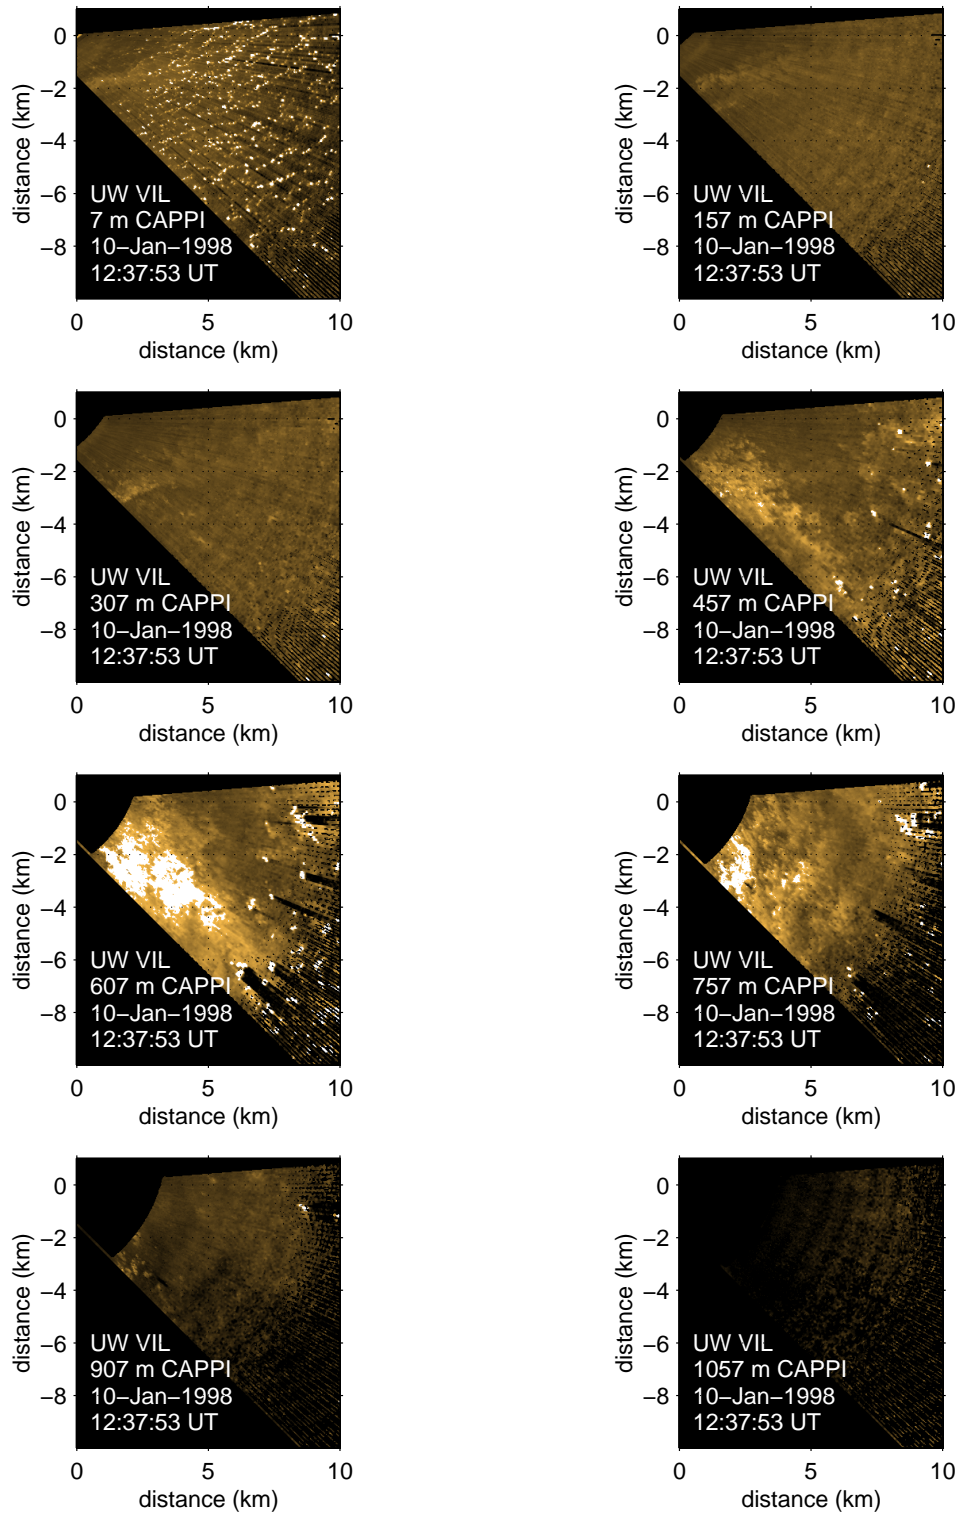 0
−2
−4
−6
−8
distance (km)
UW VIL
7 m CAPPI
10−Jan−1998
12:37:53 UT
0 5 10
distance (km)
0
−2
−4
−6
−8
distance (km)
UW VIL
157 m CAPPI
10−Jan−1998
12:37:53 UT
0 5 10
distance (km)
0
−2
−4
−6
−8
distance (km)
UW VIL
307 m CAPPI
10−Jan−1998
12:37:53 UT
0 5 10
distance (km)
0
−2
−4
−6
−8
distance (km)
UW VIL
457 m CAPPI
10−Jan−1998
12:37:53 UT
0 5 10
distance (km)
0
−2
−4
−6
−8
distance (km)
UW VIL
607 m CAPPI
10−Jan−1998
12:37:53 UT
0 5 10
distance (km)
0
−2
−4
−6
−8
distance (km)
UW VIL
757 m CAPPI
10−Jan−1998
12:37:53 UT
0 5 10
distance (km)
0
−2
−4
−6
−8
distance (km)
UW VIL
907 m CAPPI
10−Jan−1998
12:37:53 UT
0 5 10
distance (km)
0
−2
−4
−6
−8
distance (km)
UW VIL
1057 m CAPPI
10−Jan−1998
12:37:53 UT
0 5 10
distance (km)